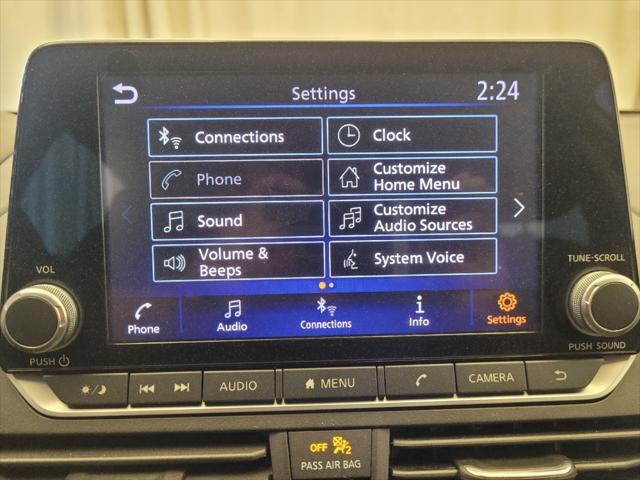 Settings
2:24
Connections
Clock
Phone
Customize
Home Menu
Sound
Customize
Audio Sources
Volume &
Beeps
System Voice
Phone
Audio
Connections
Info
Settings
VOL
PUSH
TUNE·SCROLL
PUSH SOUND
AUDIO
MENU
CAMERA
OFF
2
PASS AIR BAG